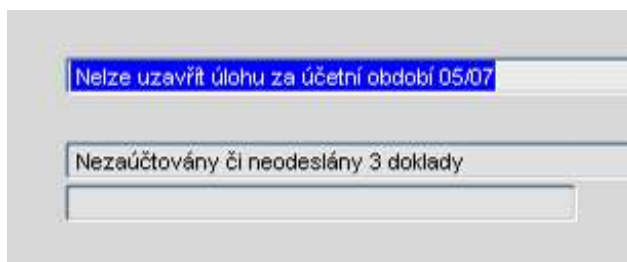 Nelze uzavřít úlohu za účetní období 05/07
Nezaúčtovány či neodeslány 3 doklady